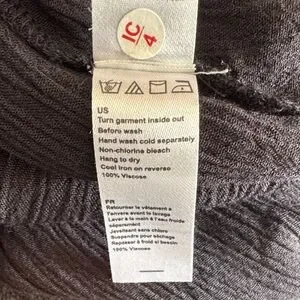 IC/4
US
Turn garment inside out
Before wash
Hand wash cold separately
Non-chlorine bleach
Hang to dry
Cool iron on reverse
100% Viscose
FR
Retourner le vêtement à
l'envers avant le lavage
Laver à la main à l'eau froide
séparément
Javellisant sans chlore
Suspendre pour séchage
Repasser à froid si besoin
100% Viscose